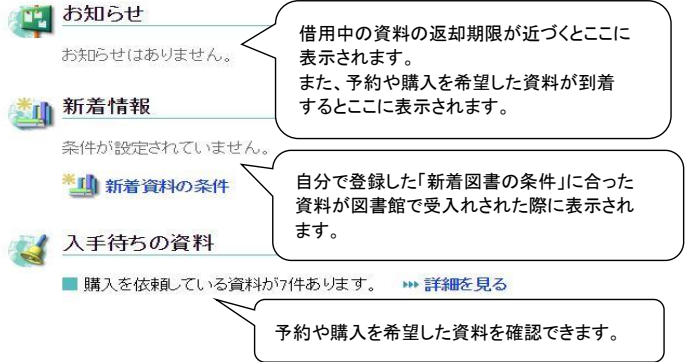 お知らせ
お知らせはありません。
借用中の資料の返却期限が近づくとここに
表示されます。
また、予約や購入を希望した資料が到着
するとここに表示されます。
新着情報
条件が設定されていません。
新着資料の条件
自分で登録した「新着図書の条件」に合った
資料が図書館で受入れされた際に表示され
ます。
入手待ちの資料
購入を依頼している資料が7件あります。 詳細を見る
予約や購入を希望した資料を確認できます。